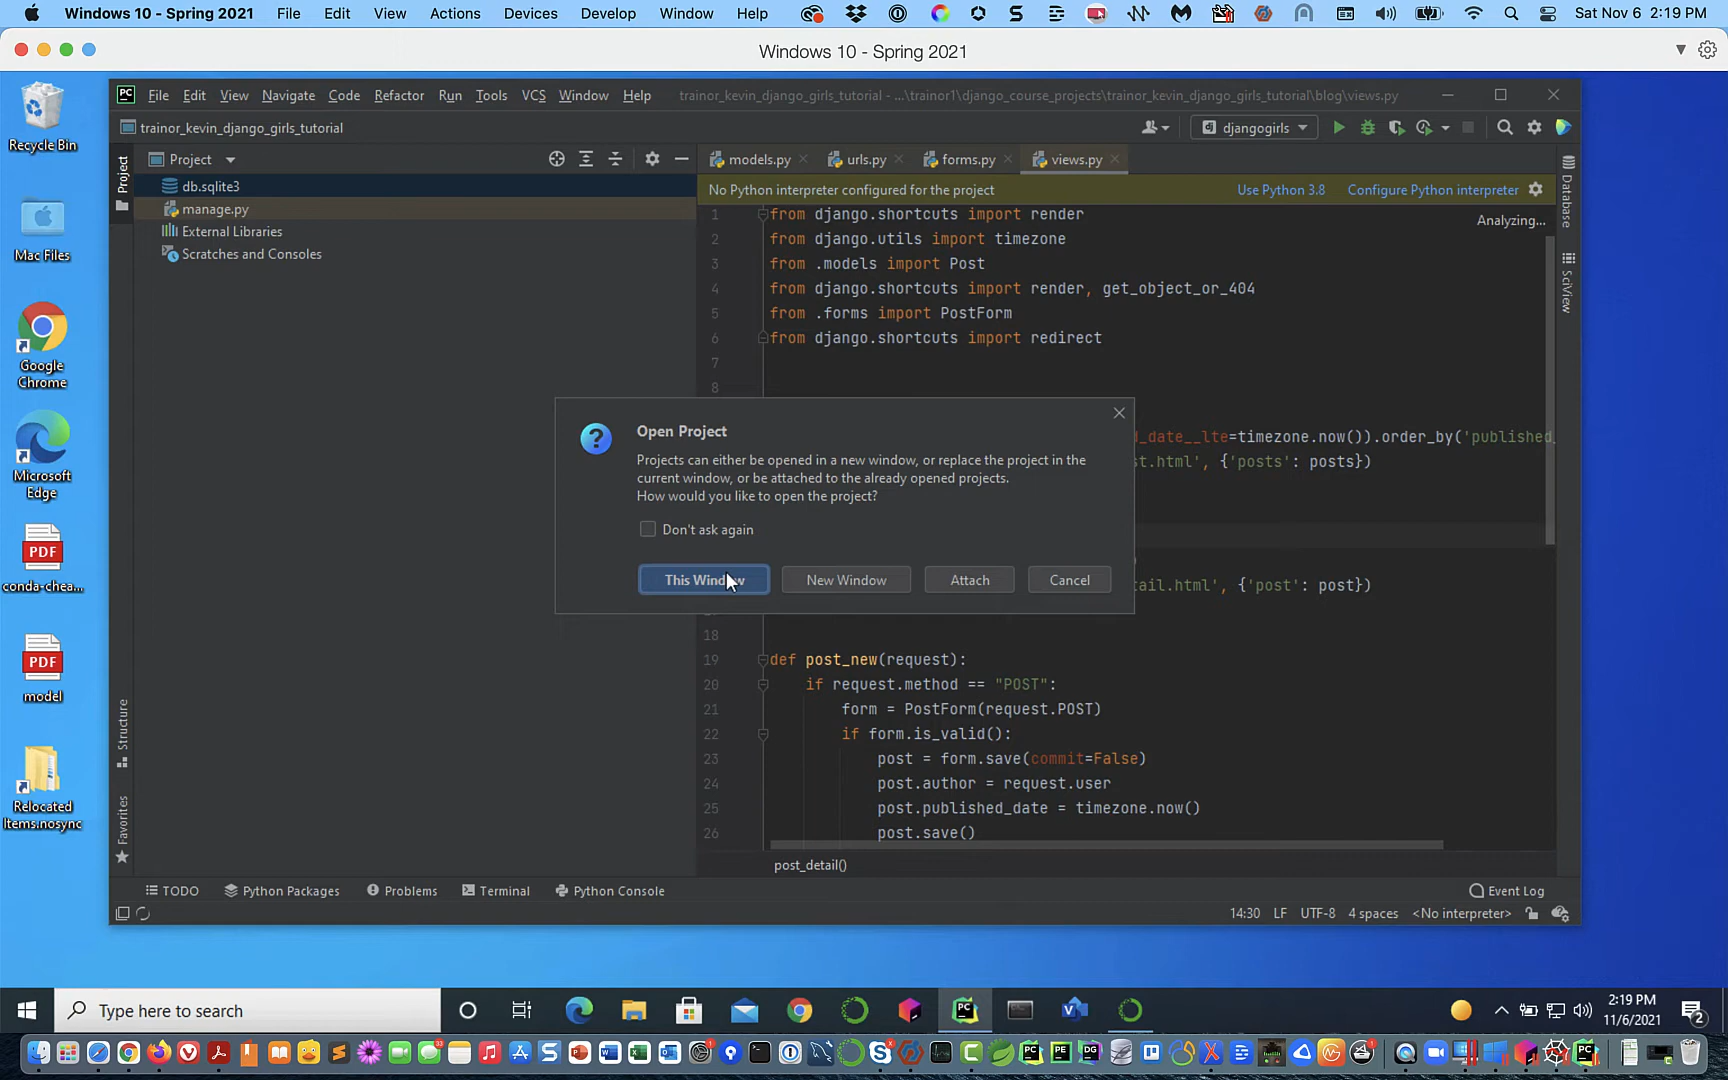 Windows 10 - Spring 2021 File Edit View Actions Devices Develop Window Help Sat Nov 6 2:19 PM
Windows 10 - Spring 2021
Recycle Bin
Mac Files
Google
Chrome
Microsoft
Edge
PDF
conda-chea...
PDF
model
Relocated
Items.nosync
PC File Edit View Navigate Code Refactor Run Tools VCS Window Help trainor_kevin_django_girls_tutorial - ...\trainor1\django_course_projects\trainor_kevin_django_girls_tutorial\blog\views.py
trainor_kevin_django_girls_tutorial
djangogirls
Project
Project
db.sqlite3
manage.py
External Libraries
Scratches and Consoles
Structure
Favorites
models.py urls.py forms.py views.py
No Python interpreter configured for the project Use Python 3.8 Configure Python interpreter
Analyzing...
Database
SciView
1 from django.shortcuts import render
2 from django.utils import timezone
3 from .models import Post
4 from django.shortcuts import render, get_object_or_404
5 from .forms import PostForm
6 from django.shortcuts import redirect
7
8
d_date__lte=timezone.now()).order_by('published_
st.html', {'posts': posts})
ail.html', {'post': post})
18
19 def post_new(request):
20 if request.method == "POST":
21 form = PostForm(request.POST)
22 if form.is_valid():
23 post = form.save(commit=False)
24 post.author = request.user
25 post.published_date = timezone.now()
26 post.save()
post_detail()
Open Project
Projects can either be opened in a new window, or replace the project in the
current window, or be attached to the already opened projects.
How would you like to open the project?
Don't ask again
This Window New Window Attach Cancel
TODO Python Packages Problems Terminal Python Console Event Log
14:30 LF UTF-8 4 spaces <No interpreter>
Type here to search
2:19 PM
11/6/2021
2